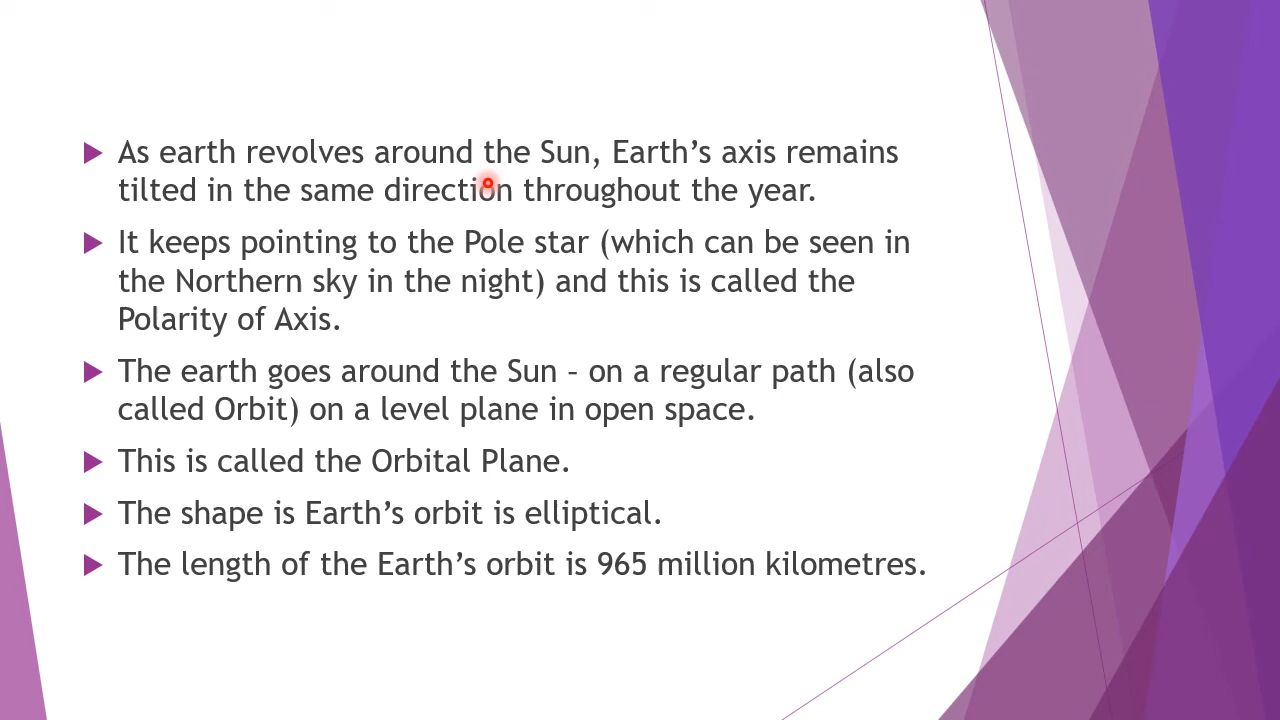 As earth revolves around the Sun, Earth’s axis remains
tilted in the same direction throughout the year.
It keeps pointing to the Pole star (which can be seen in
the Northern sky in the night) and this is called the
Polarity of Axis.
The earth goes around the Sun – on a regular path (also
called Orbit) on a level plane in open space.
This is called the Orbital Plane.
The shape is Earth’s orbit is elliptical.
The length of the Earth’s orbit is 965 million kilometres.